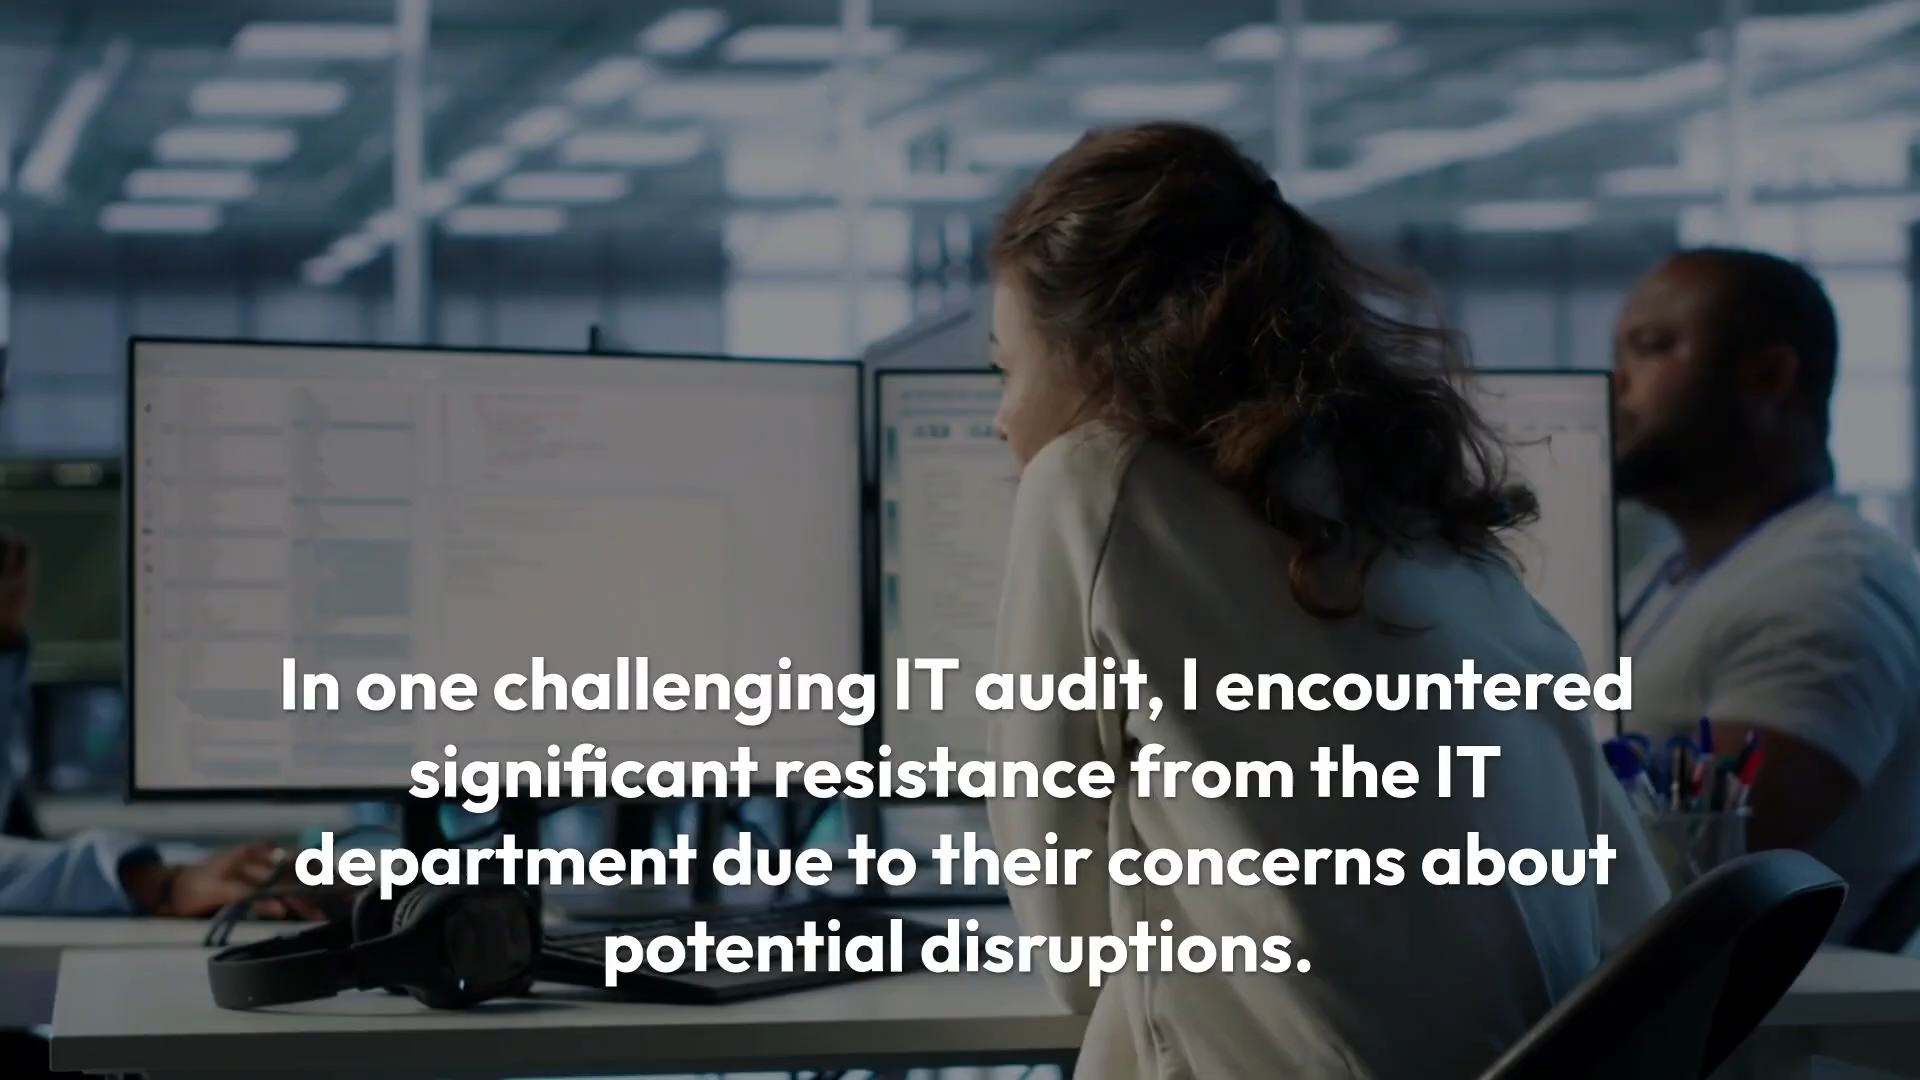 In one challenging IT audit, I encountered
significant resistance from the IT
department due to their concerns about
potential disruptions.